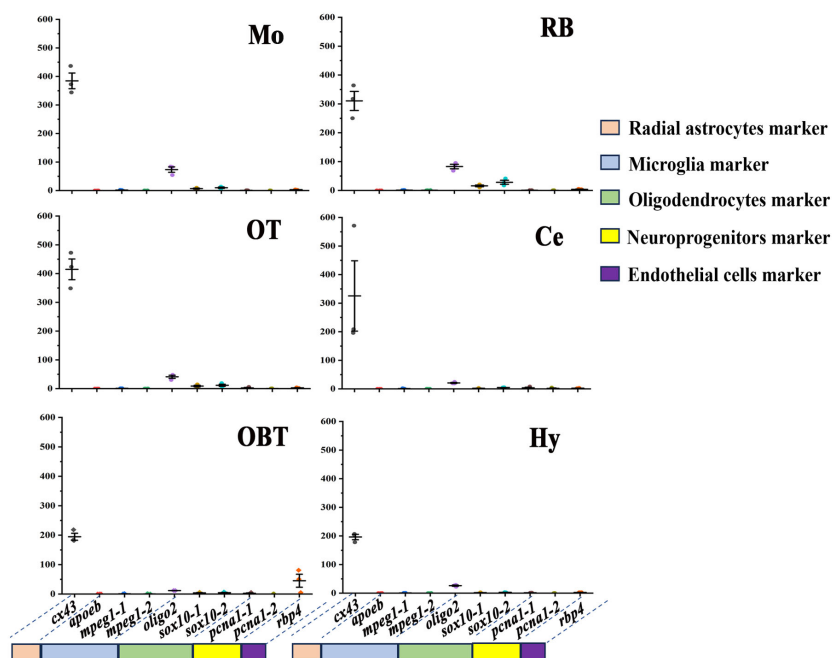 Mo
600
500
400
300
200
100
0
RB
600
500
400
300
200
100
0
Radial astrocytes marker
Microglia marker
Oligodendrocytes marker
Neuroprogenitors marker
Endothelial cells marker
OT
600
500
400
300
200
100
0
Ce
600
500
400
300
200
100
0
OBT
600
500
400
300
200
100
0
Hy
600
500
400
300
200
100
0
cx43
apoeb
mpeg1-1
mpeg1-2
oligo2
sox10-1
sox10-2
pcna1-1
pcna1-2
rbp4
cx43
apoeb
mpeg1-1
mpeg1-2
oligo2
sox10-1
sox10-2
pcna1-1
pcna1-2
rbp4